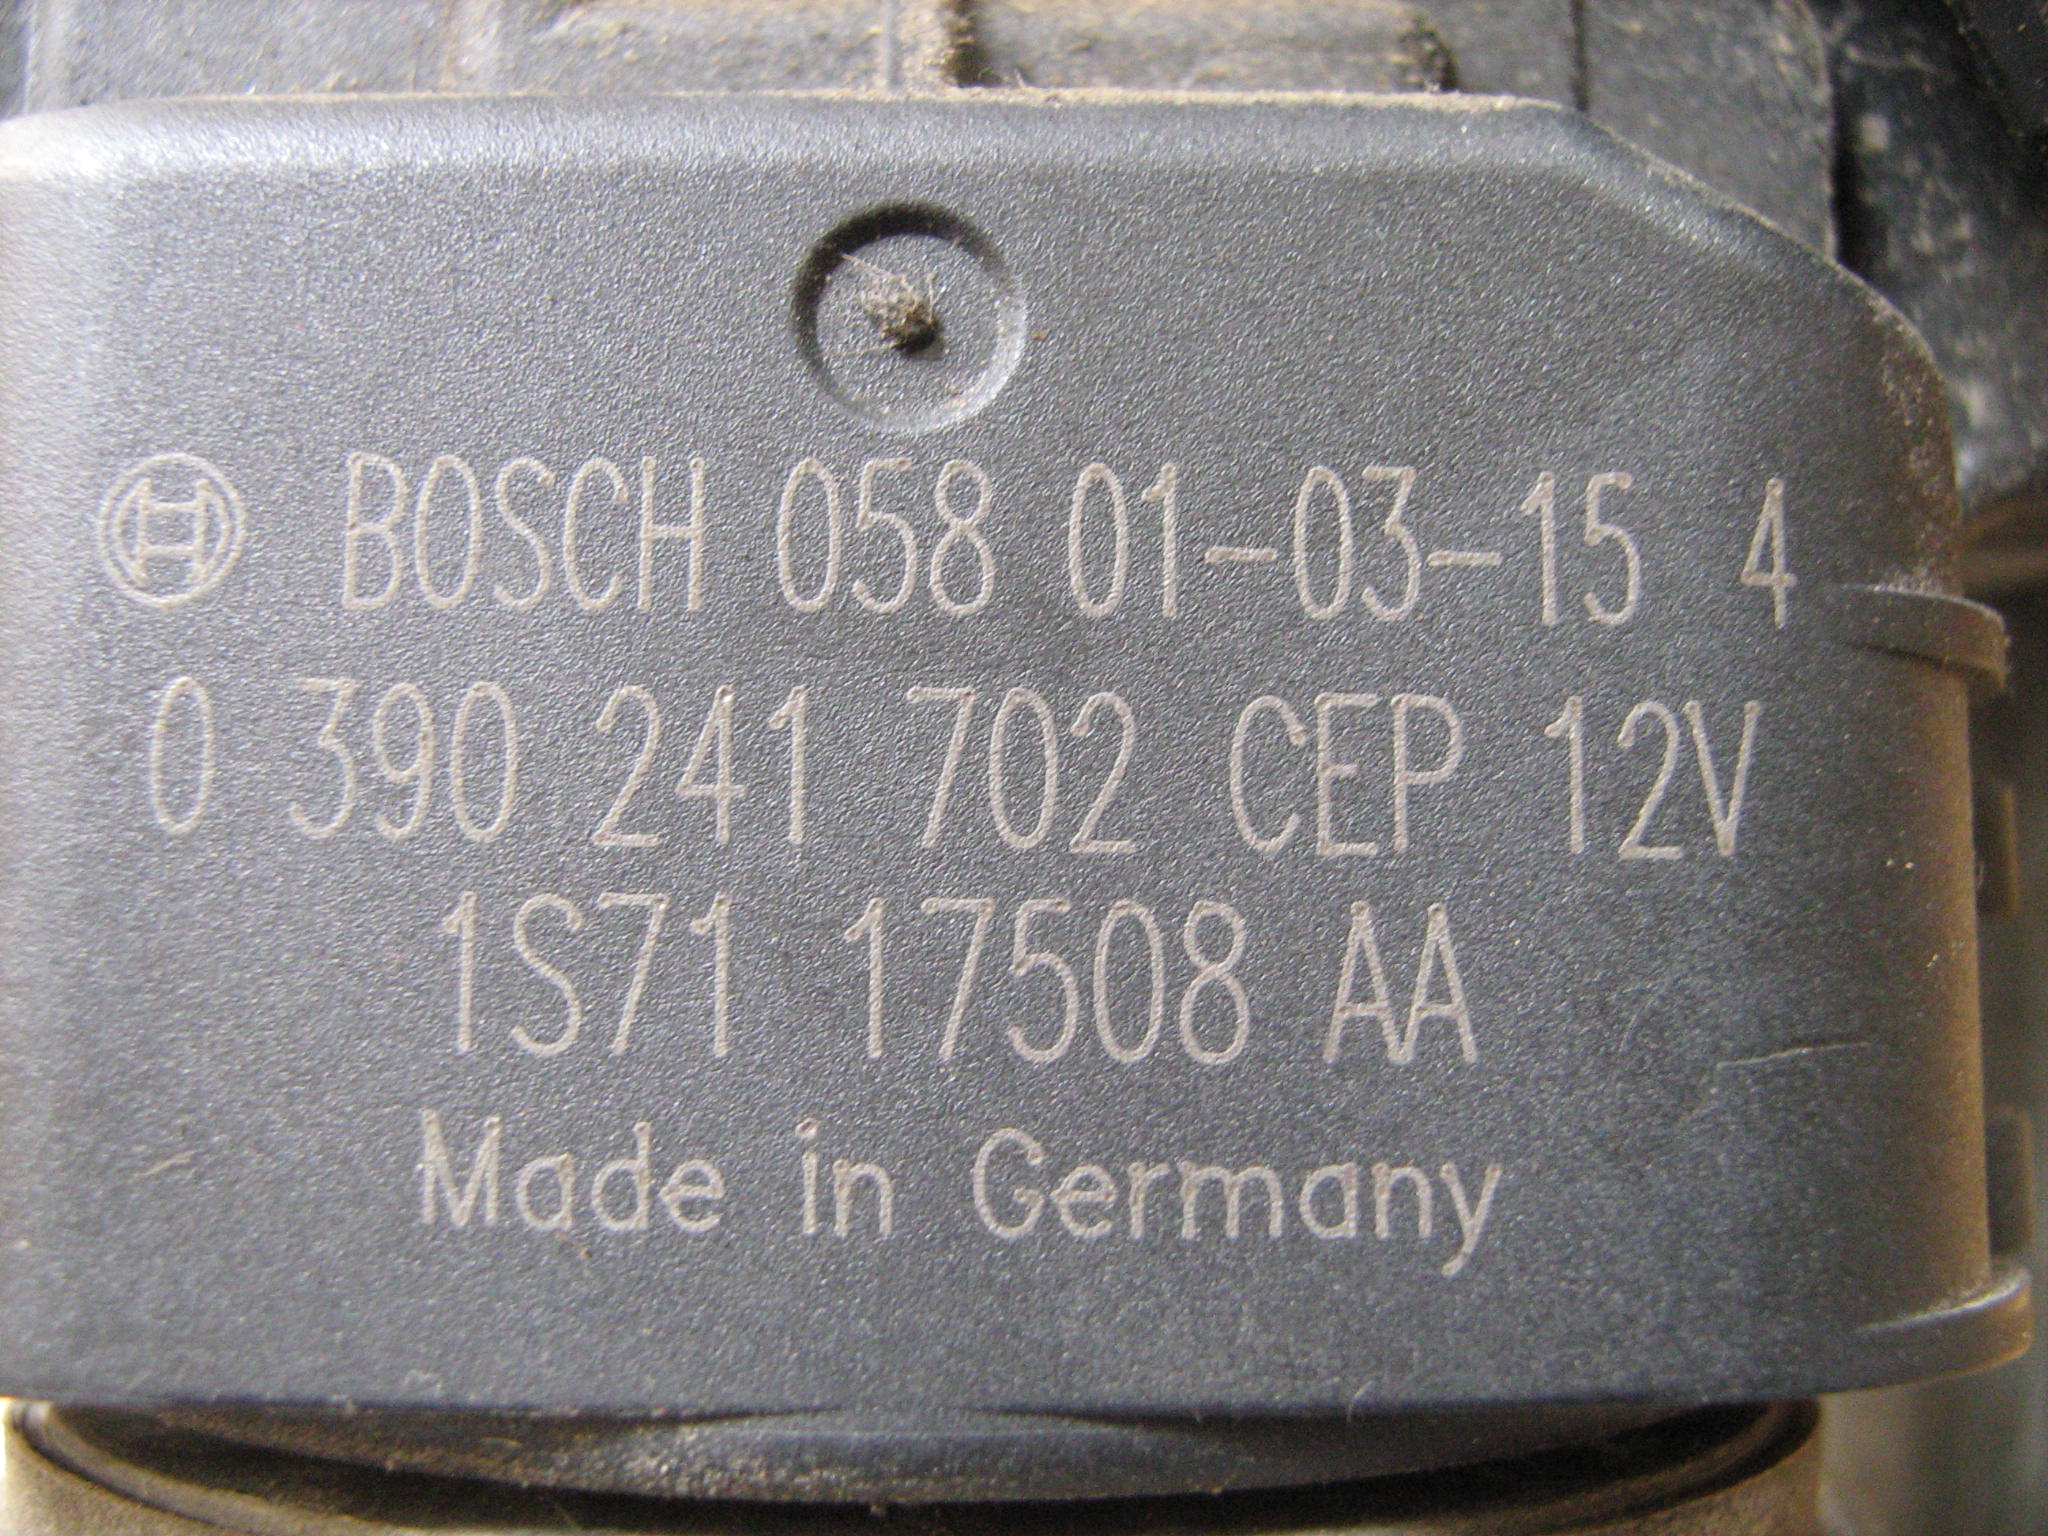 BOSCH 058 01-03-15 4
0 390 241 702 CEP 12V
1S71 17508 AA
Made in Germany